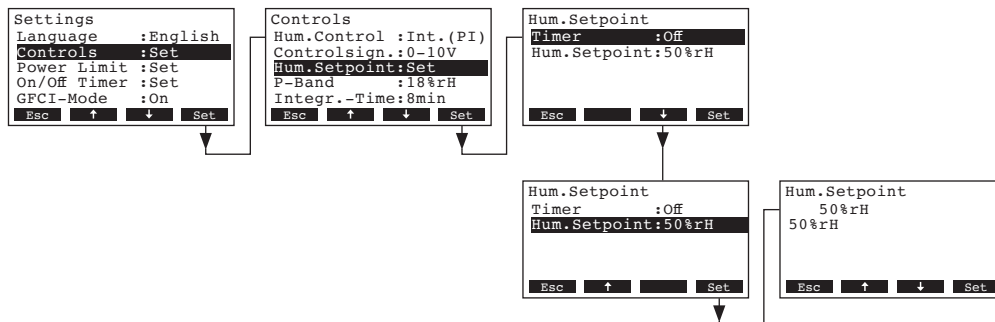 Settings
Language :English
Controls :Set
Power Limit :Set
On/Off Timer :Set
GFCI-Mode :On
Esc ↑ ↓ Set
Controls
Hum.Control :Int.(PI)
Controlsign.:0-10V
Hum.Setpoint:Set
P-Band :18%rH
Integr.-Time:8min
Esc ↑ ↓ Set
Hum.Setpoint
Timer :Off
Hum.Setpoint:50%rH
Esc ↓ Set
Hum.Setpoint
Timer :Off
Hum.Setpoint:50%rH
Esc ↑ Set
Hum.Setpoint
50%rH
50%rH
Esc ↑ ↓ Set